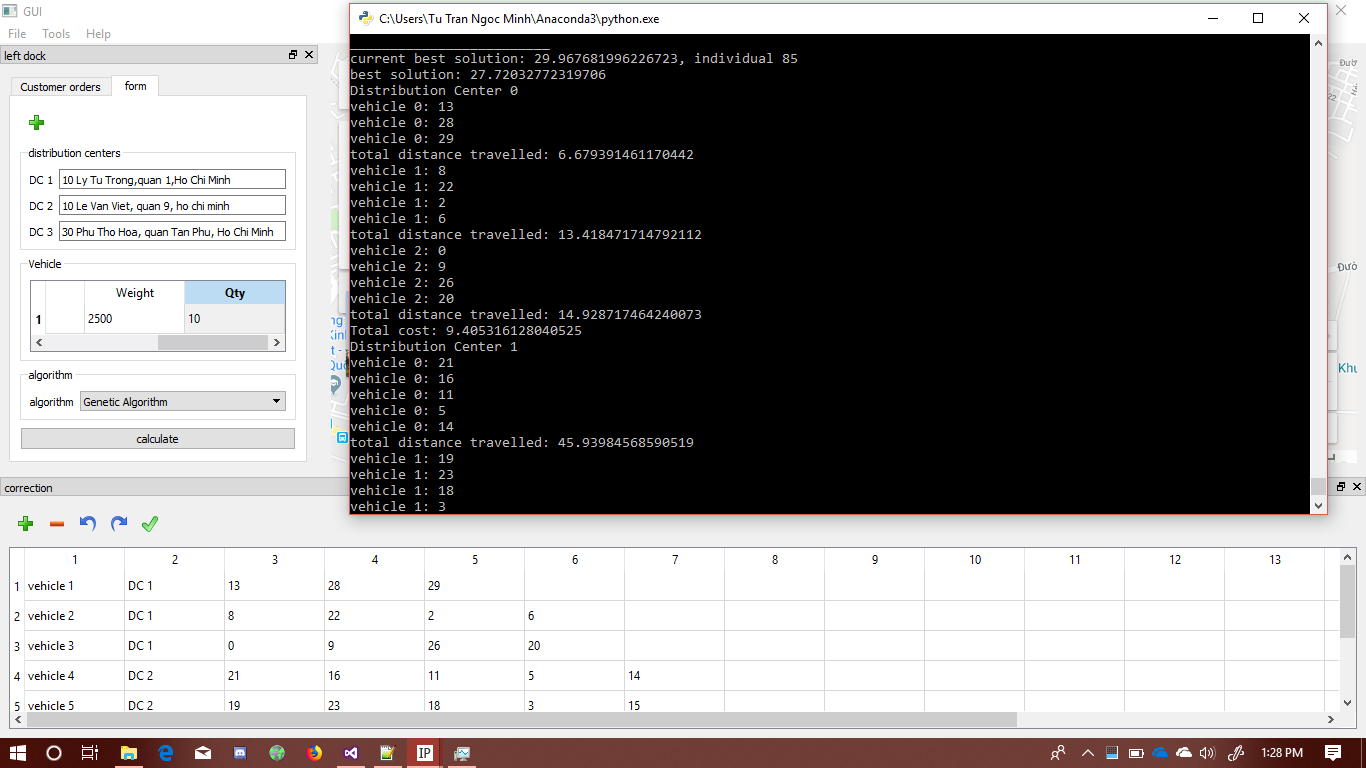 GUI
File Tools Help
left dock
Customer orders form
distribution centers
DC 1 10 Ly Tu Trong,quan 1,Ho Chi Minh
DC 2 10 Le Van Viet, quan 9, ho chi minh
DC 3 30 Phu Tho Hoa, quan Tan Phu, Ho Chi Minh
Vehicle
Weight Qty
1 2500 10
algorithm
algorithm Genetic Algorithm
calculate
C:\Users\Tu Tran Ngoc Minh\Anaconda3\python.exe
current best solution: 29.967681996226723, individual 85
best solution: 27.72032772319706
Distribution Center 0
vehicle 0: 13
vehicle 0: 28
vehicle 0: 29
total distance travelled: 6.679391461170442
vehicle 1: 8
vehicle 1: 22
vehicle 1: 2
vehicle 1: 6
total distance travelled: 13.418471714792112
vehicle 2: 0
vehicle 2: 9
vehicle 2: 26
vehicle 2: 20
total distance travelled: 14.928717464240073
Total cost: 9.405316128040525
Distribution Center 1
vehicle 0: 21
vehicle 0: 16
vehicle 0: 11
vehicle 0: 5
vehicle 0: 14
total distance travelled: 45.93984568590519
vehicle 1: 19
vehicle 1: 23
vehicle 1: 18
vehicle 1: 3
correction
1 2 3 4 5 6 7 8 9 10 11 12 13
1 vehicle 1 DC 1 13 28 29
2 vehicle 2 DC 1 8 22 2 6
3 vehicle 3 DC 1 0 9 26 20
4 vehicle 4 DC 2 21 16 11 5 14
5 vehicle 5 DC 2 19 23 18 3 15
IP
1:28 PM